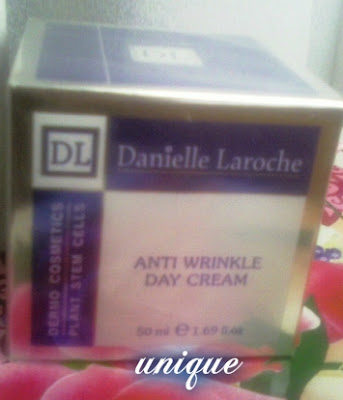 DL
DL
Danielle Laroche
DERMO COSMETICS
PLANT STEM CELLS
ANTI WRINKLE
DAY CREAM
50 ml e 1.69 fl.oz
unique